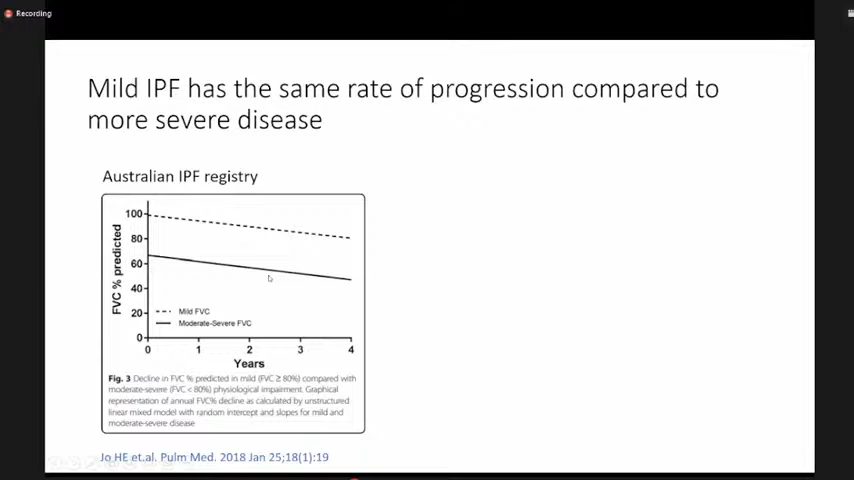 Recording
Mild IPF has the same rate of progression compared to
more severe disease
Australian IPF registry
100
80
60
40
20
0
FVC % predicted
Mild FVC
Moderate-Severe FVC
0 1 2 3 4
Years
Fig. 3 Decline in FVC % predicted in mild (FVC ≥ 80%) compared with
moderate-severe (FVC < 80%) physiological impairment. Graphical
representation of annual FVC% decline as calculated by unstructured
linear mixed model with random intercept and slopes for mild and
moderate-severe disease
Jo HE et.al. Pulm Med. 2018 Jan 25;18(1):19